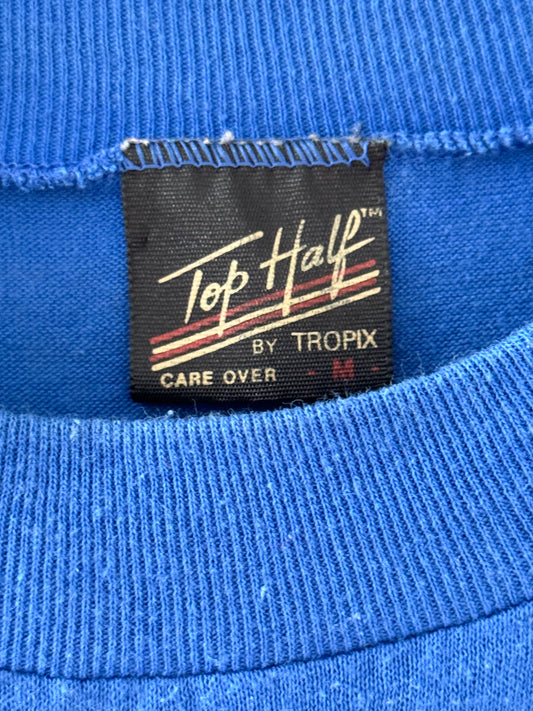 Top Half™
BY TROPIX
CARE OVER - M -